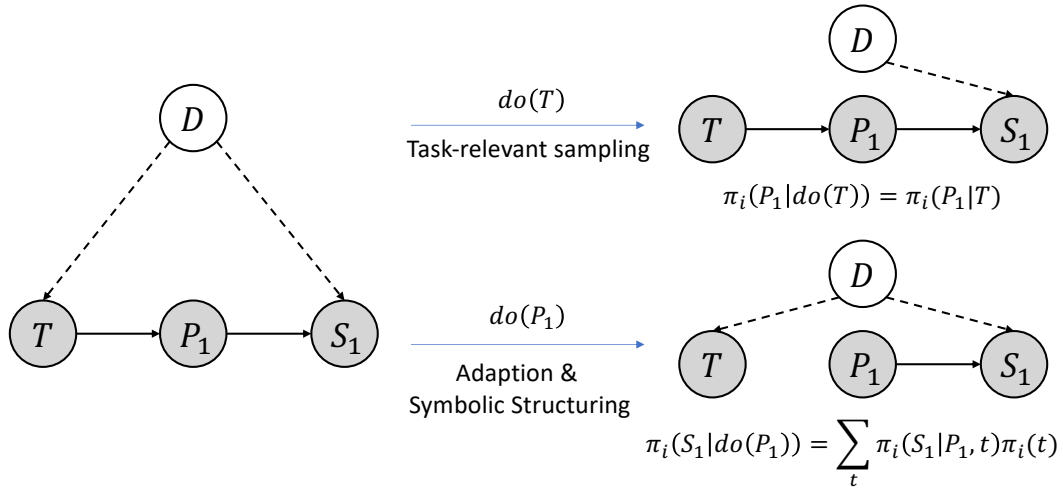 D
T
P₁
S₁
do(T)
Task-relevant sampling
D
T
P₁
S₁
πᵢ(P₁|do(T)) = πᵢ(P₁|T)
do(P₁)
Adaption &
Symbolic Structuring
D
T
P₁
S₁
πᵢ(S₁|do(P₁)) = ∑ₜ πᵢ(S₁|P₁, t)πᵢ(t)